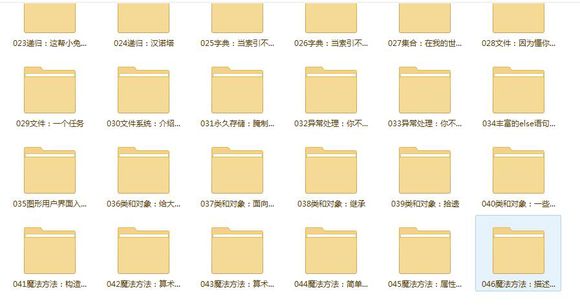 023递归：这帮小兔...
024递归：汉诺塔
025字典：当索引不...
026字典：当索引不...
027集合：在我的世...
028文件：因为懂你...
029文件：一个任务
030文件系统：介绍...
031永久存储：腌制...
032异常处理：你不...
033异常处理：你不...
034丰富的else语句...
035图形用户界面入...
036类和对象：给大...
037类和对象：面向...
038类和对象：继承
039类和对象：拾遗
040类和对象：一些...
041魔法方法：构造...
042魔法方法：算术...
043魔法方法：算术...
044魔法方法：简单...
045魔法方法：属性...
046魔法方法：描述...